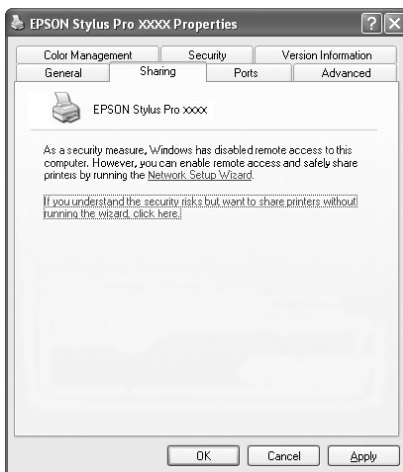 EPSON Stylus Pro XXXX Properties
Color Management Security Version Information
General Sharing Ports Advanced
EPSON Stylus Pro xxxx
As a security measure, Windows has disabled remote access to this
computer. However, you can enable remote access and safely share
printers by running the Network Setup Wizard.
If you understand the security risks but want to share printers without
running the wizard, click here.
OK Cancel Apply